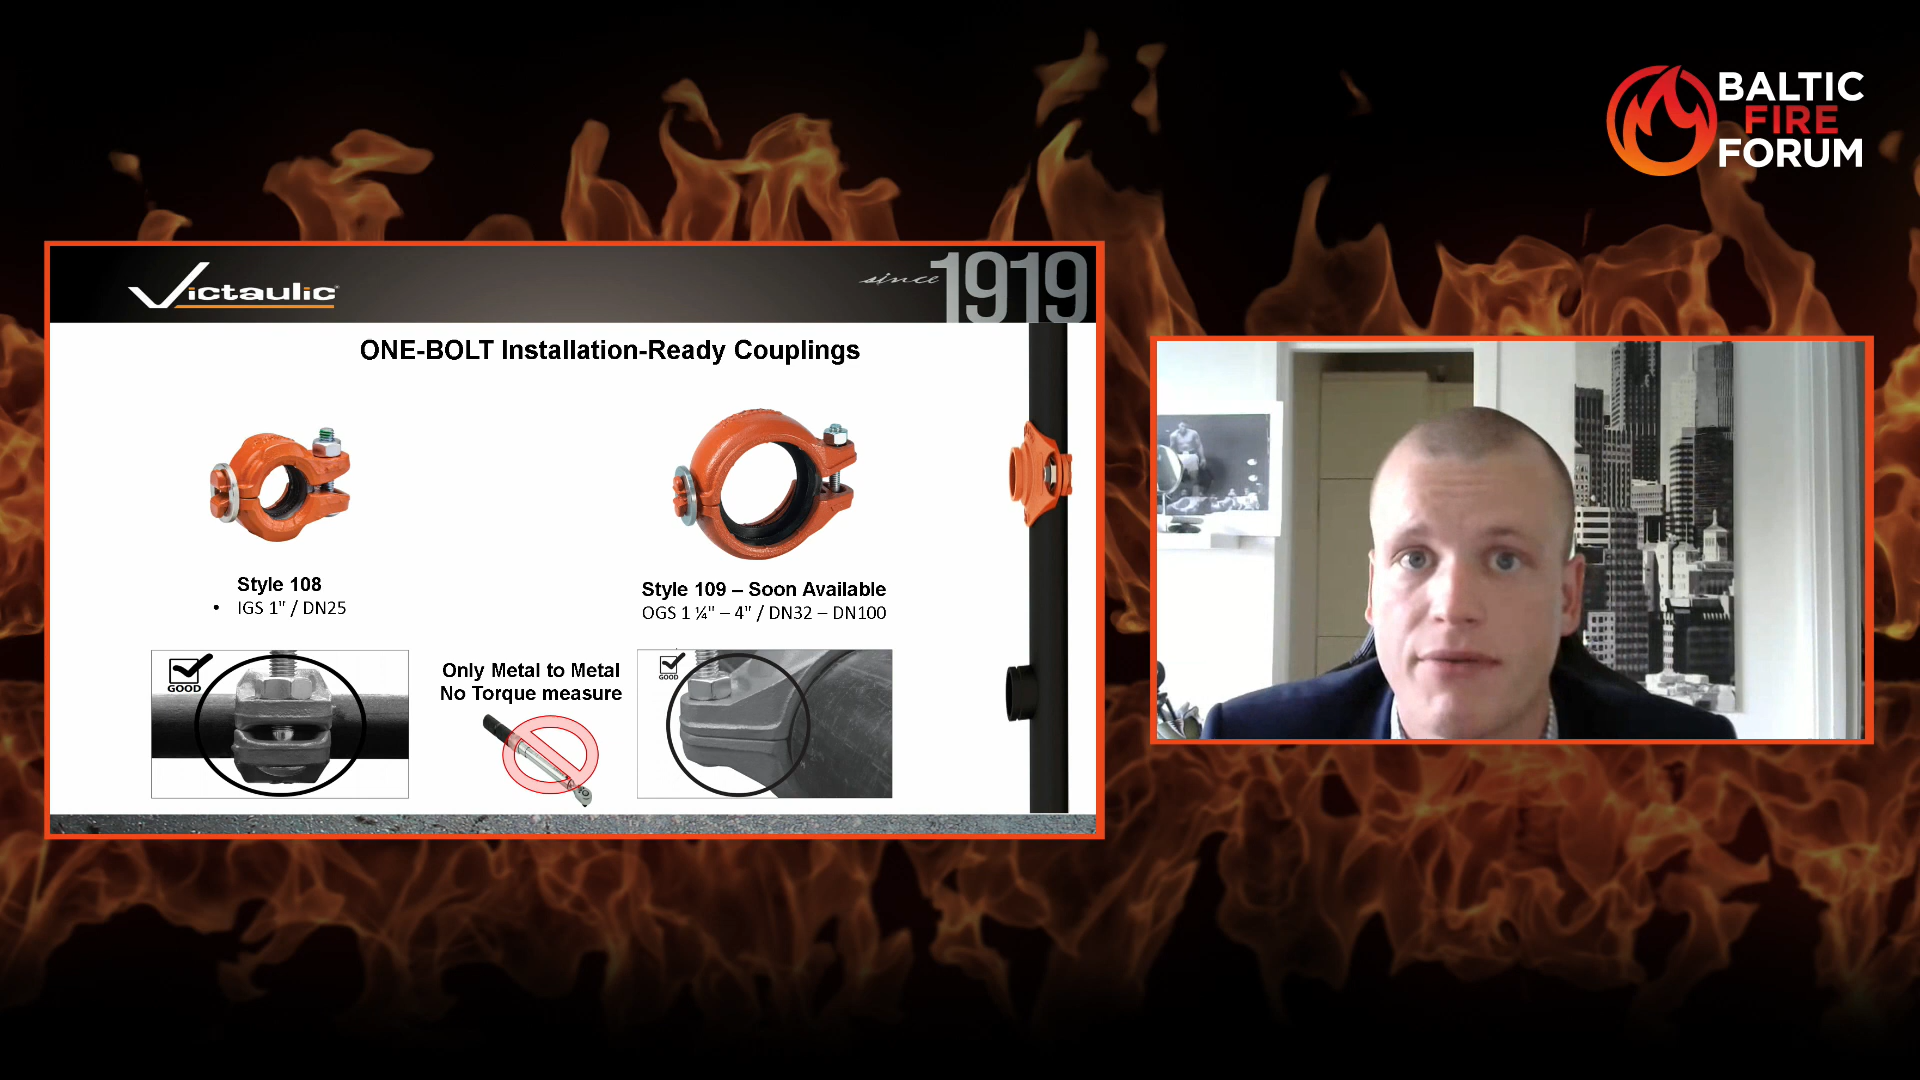 BALTIC
FIRE
FORUM
Victaulic
since 1919
ONE-BOLT Installation-Ready Couplings
Style 108
• IGS 1" / DN25
Style 109 – Soon Available
OGS 1 ¼" – 4" / DN32 – DN100
GOOD
Only Metal to Metal
No Torque measure
GOOD